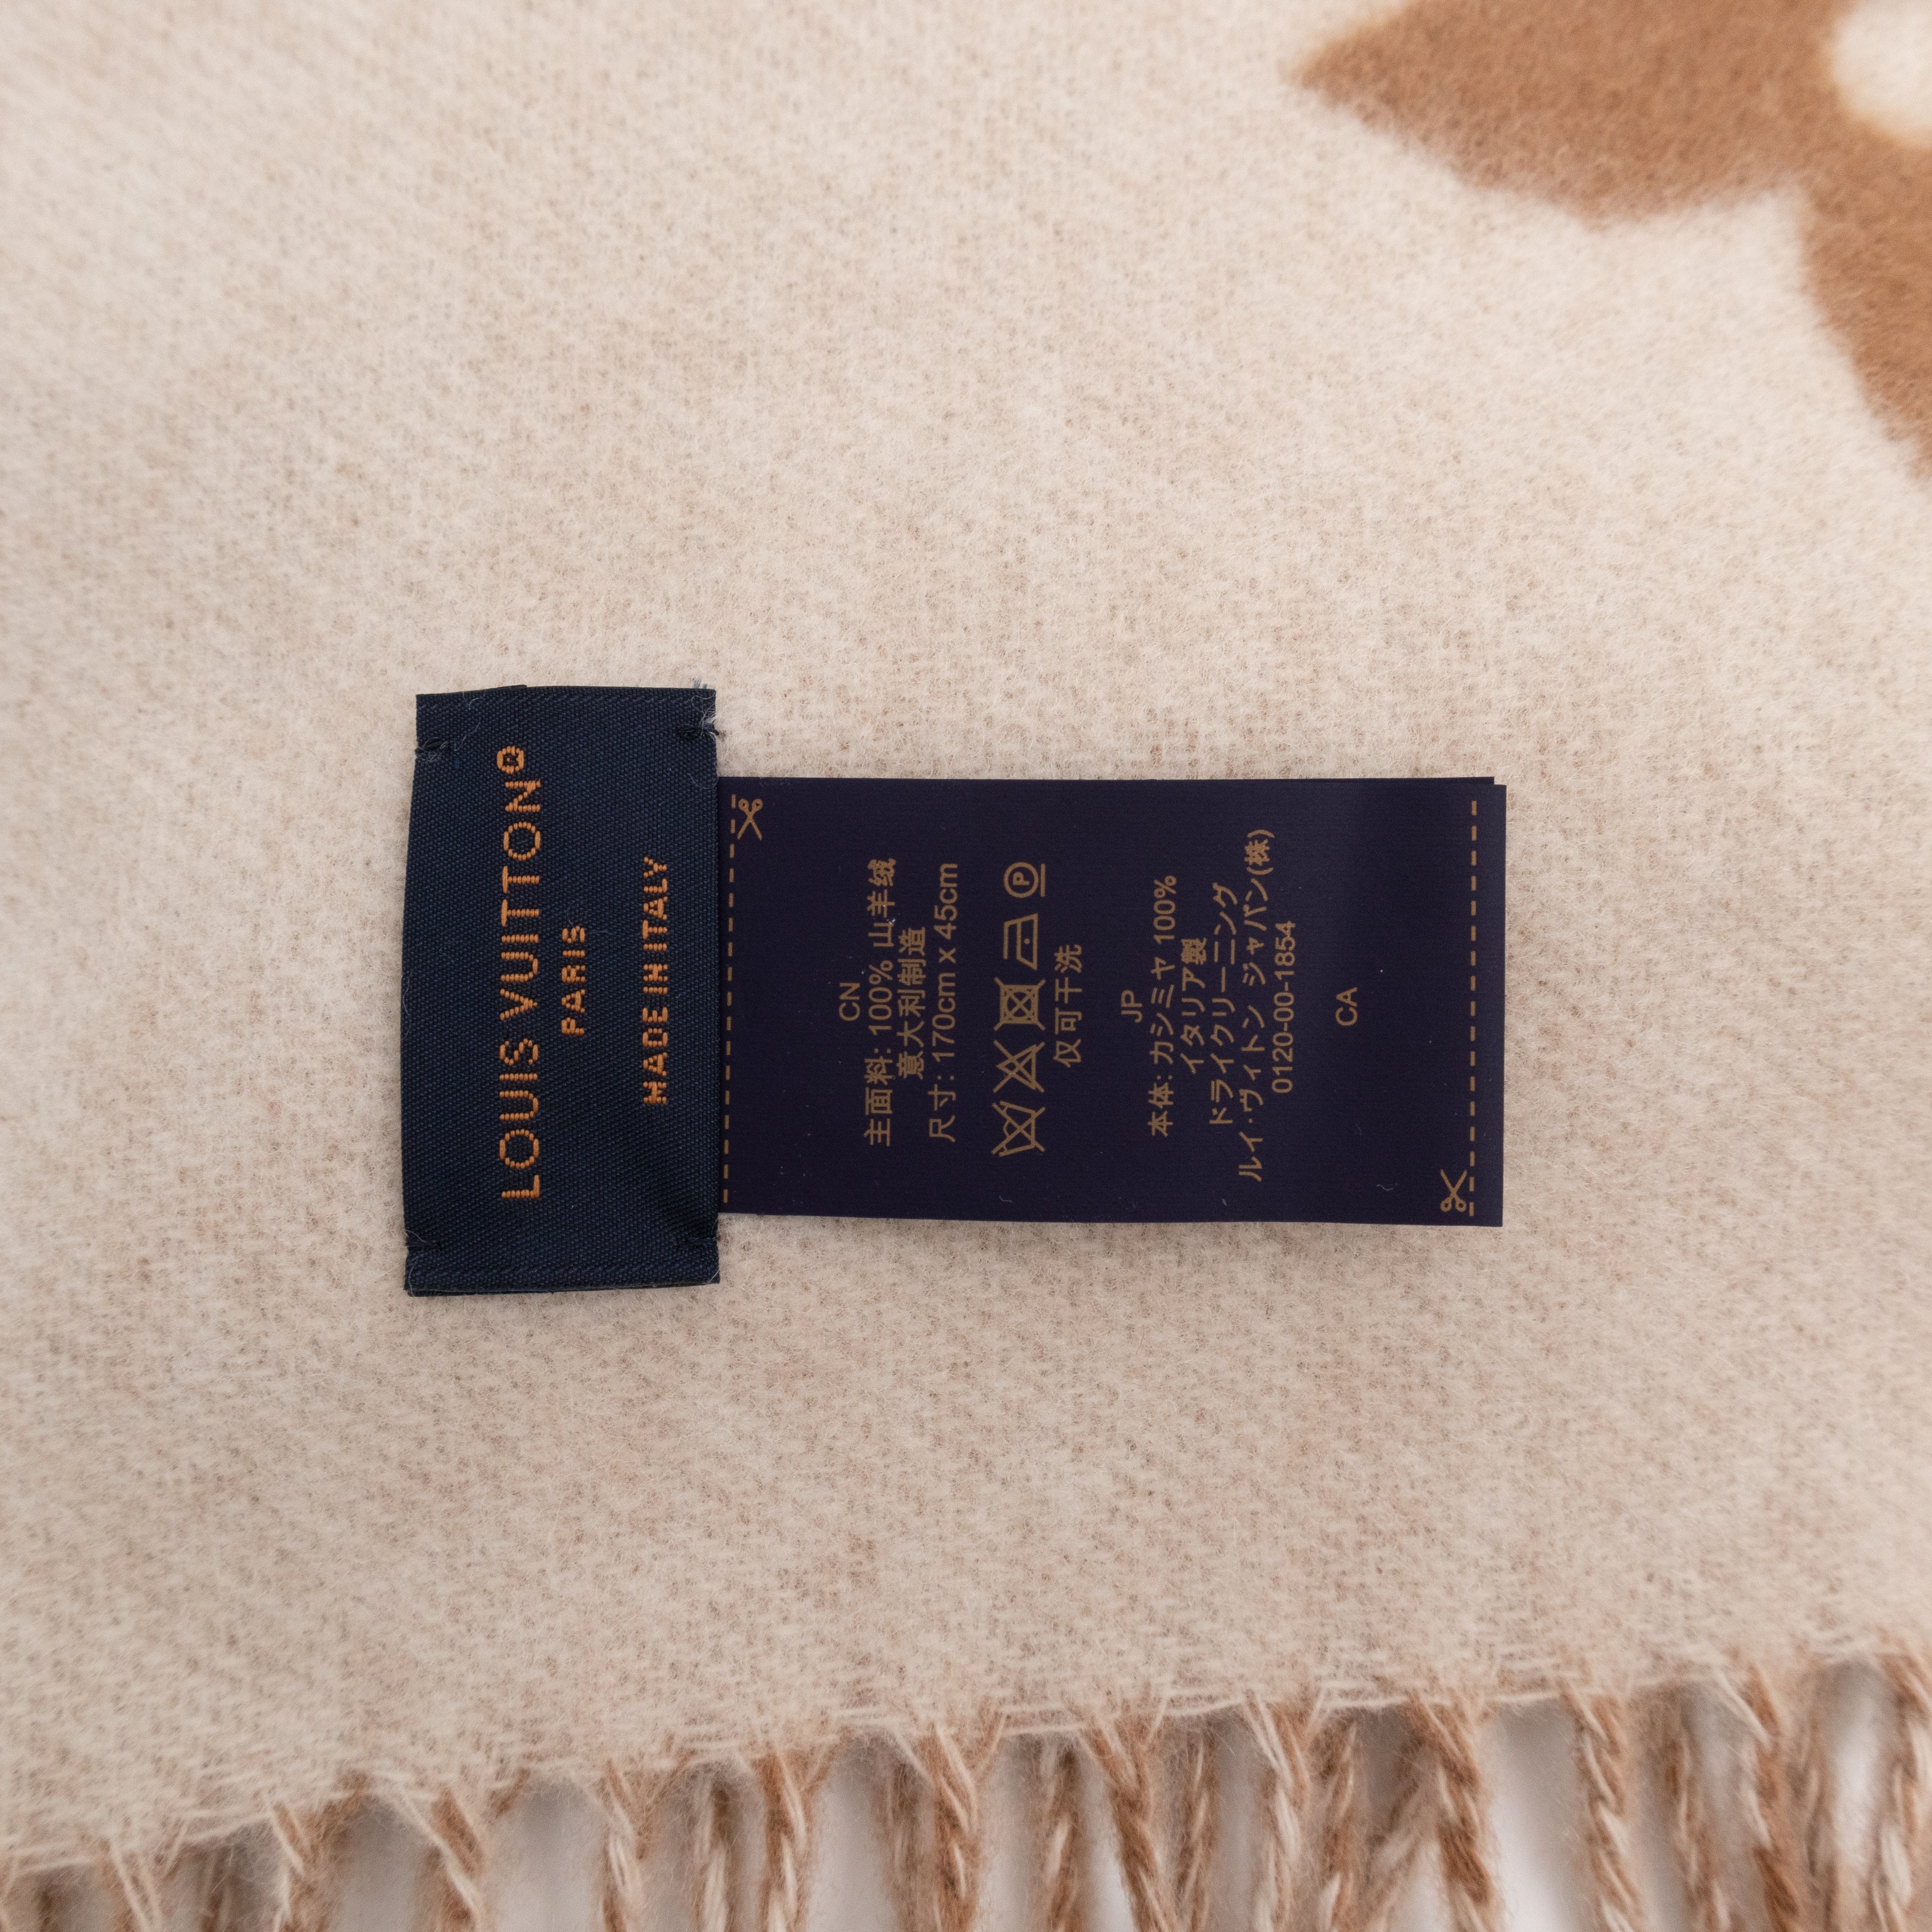 LOUIS VUITTON®
PARIS
MADE IN ITALY
CN
主面料: 100% 山羊绒
意大利制造
尺寸: 170cm x 45cm
P
仅可干洗
JP
本体: カシミヤ 100%
イタリア製
ドライクリーニング
ルイ・ヴィトン ジャパン(株)
0120-00-1854
CA